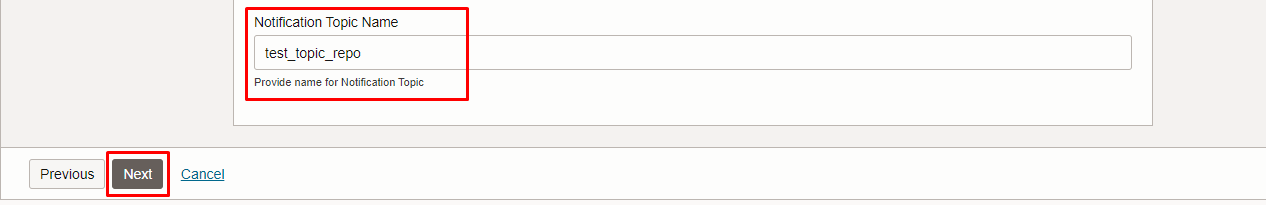 Notification Topic Name
test_topic_repo
Provide name for Notification Topic
Previous Next Cancel